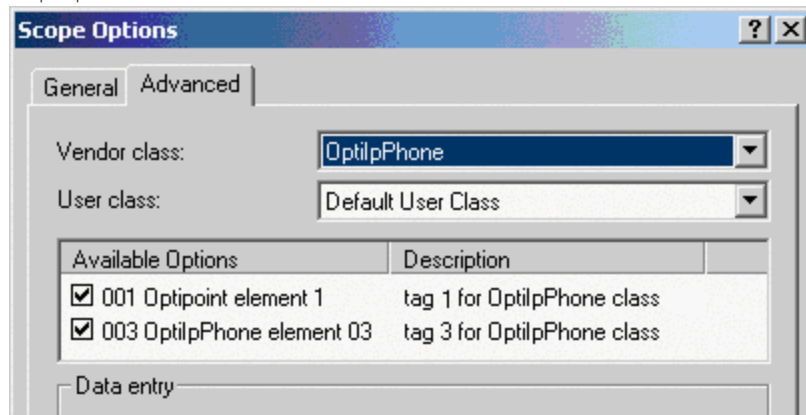 Scope Options
General Advanced
Vendor class: OptiIpPhone
User class: Default User Class
Available Options Description
001 Optipoint element 1 tag 1 for OptiIpPhone class
003 OptiIpPhone element 03 tag 3 for OptiIpPhone class
Data entry